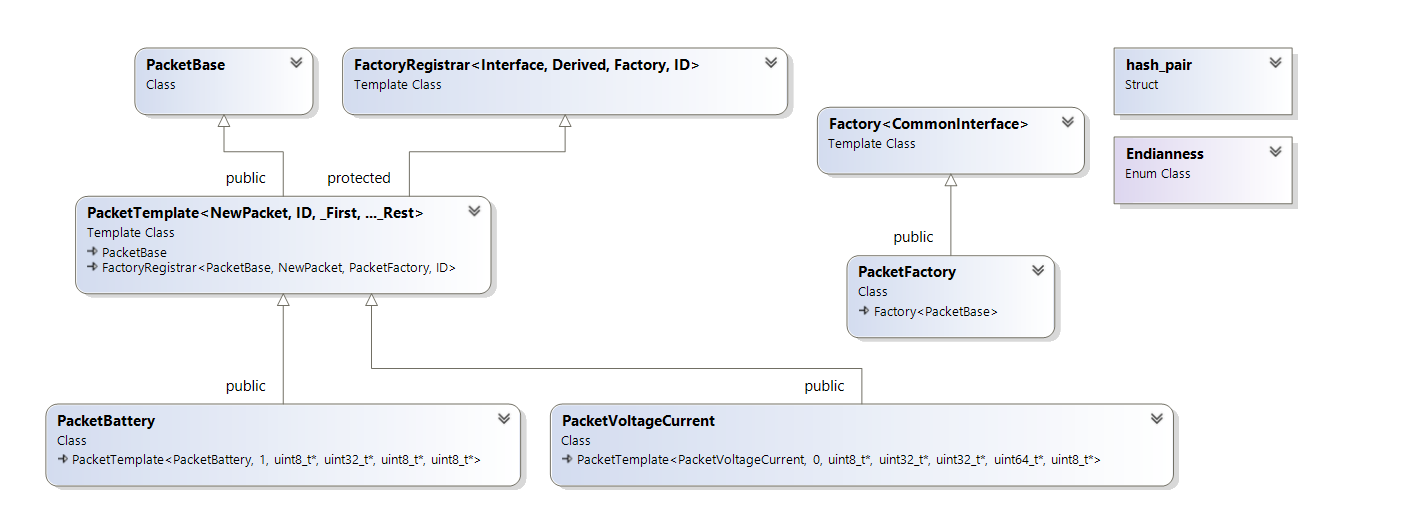 PacketBase
Class
FactoryRegistrar<Interface, Derived, Factory, ID>
Template Class
hash_pair
Struct
Factory<CommonInterface>
Template Class
Endianness
Enum Class
public
protected
PacketTemplate<NewPacket, ID, _First, ..._Rest>
Template Class
PacketBase
FactoryRegistrar<PacketBase, NewPacket, PacketFactory, ID>
public
PacketFactory
Class
Factory<PacketBase>
public
public
PacketBattery
Class
PacketTemplate<PacketBattery, 1, uint8_t*, uint32_t*, uint8_t*, uint8_t*>
PacketVoltageCurrent
Class
PacketTemplate<PacketVoltageCurrent, 0, uint8_t*, uint32_t*, uint32_t*, uint64_t*, uint8_t*>